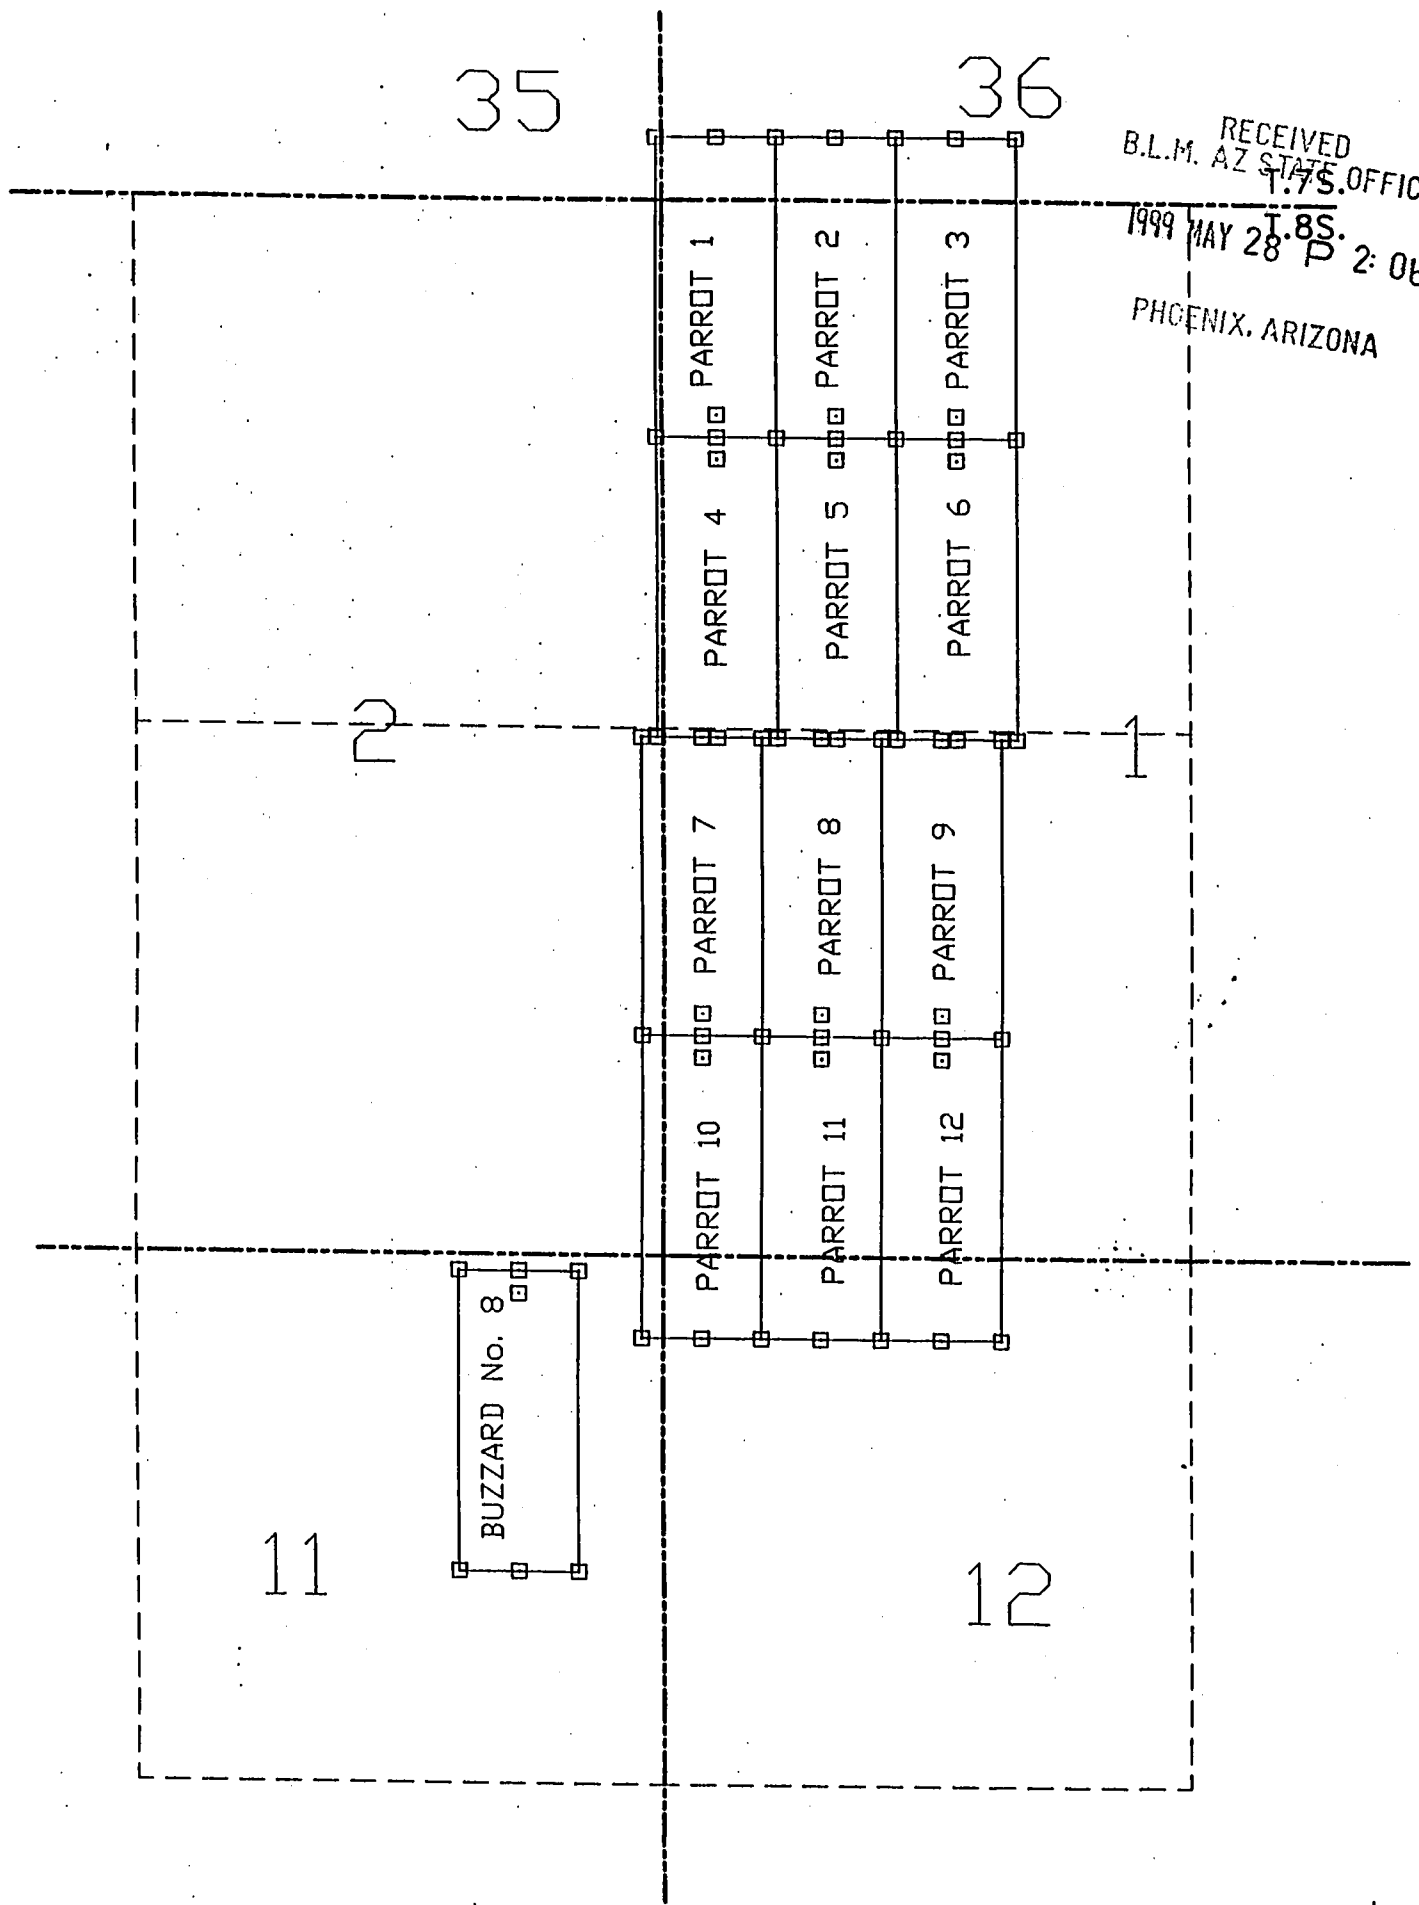 35
36
RECEIVED
B.L.M. AZ STATE OFFIC
T.7S.
T.8S.
1999 MAY 28 P 2:06
PHOENIX, ARIZONA
PARROT 1
PARROT 2
PARROT 3
PARROT 4
PARROT 5
PARROT 6
2
1
PARROT 7
PARROT 8
PARROT 9
PARROT 10
PARROT 11
PARROT 12
BUZZARD No. 8
11
12